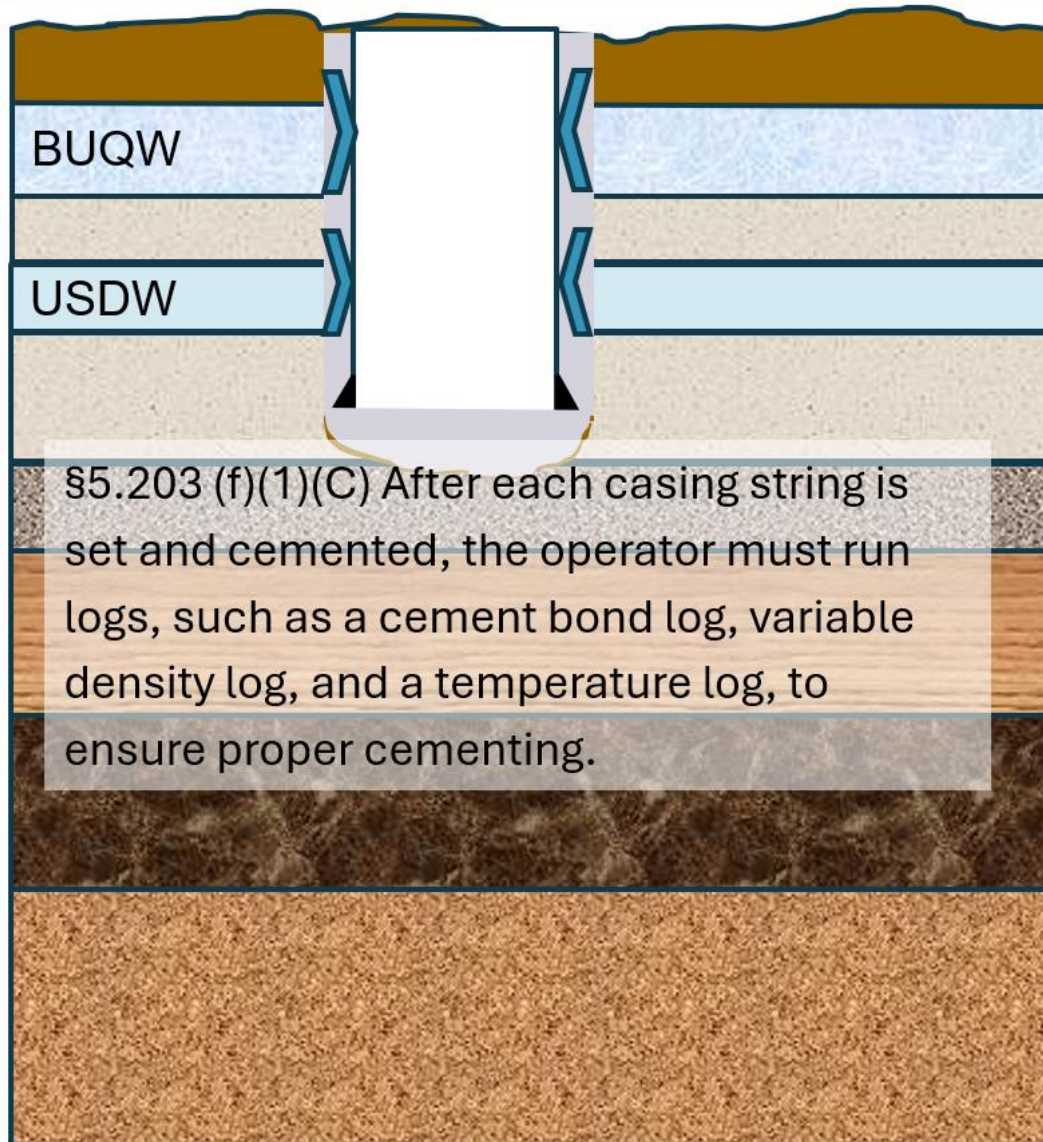 BUQW
USDW
§5.203 (f)(1)(C) After each casing string is
set and cemented, the operator must run
logs, such as a cement bond log, variable
density log, and a temperature log, to
ensure proper cementing.